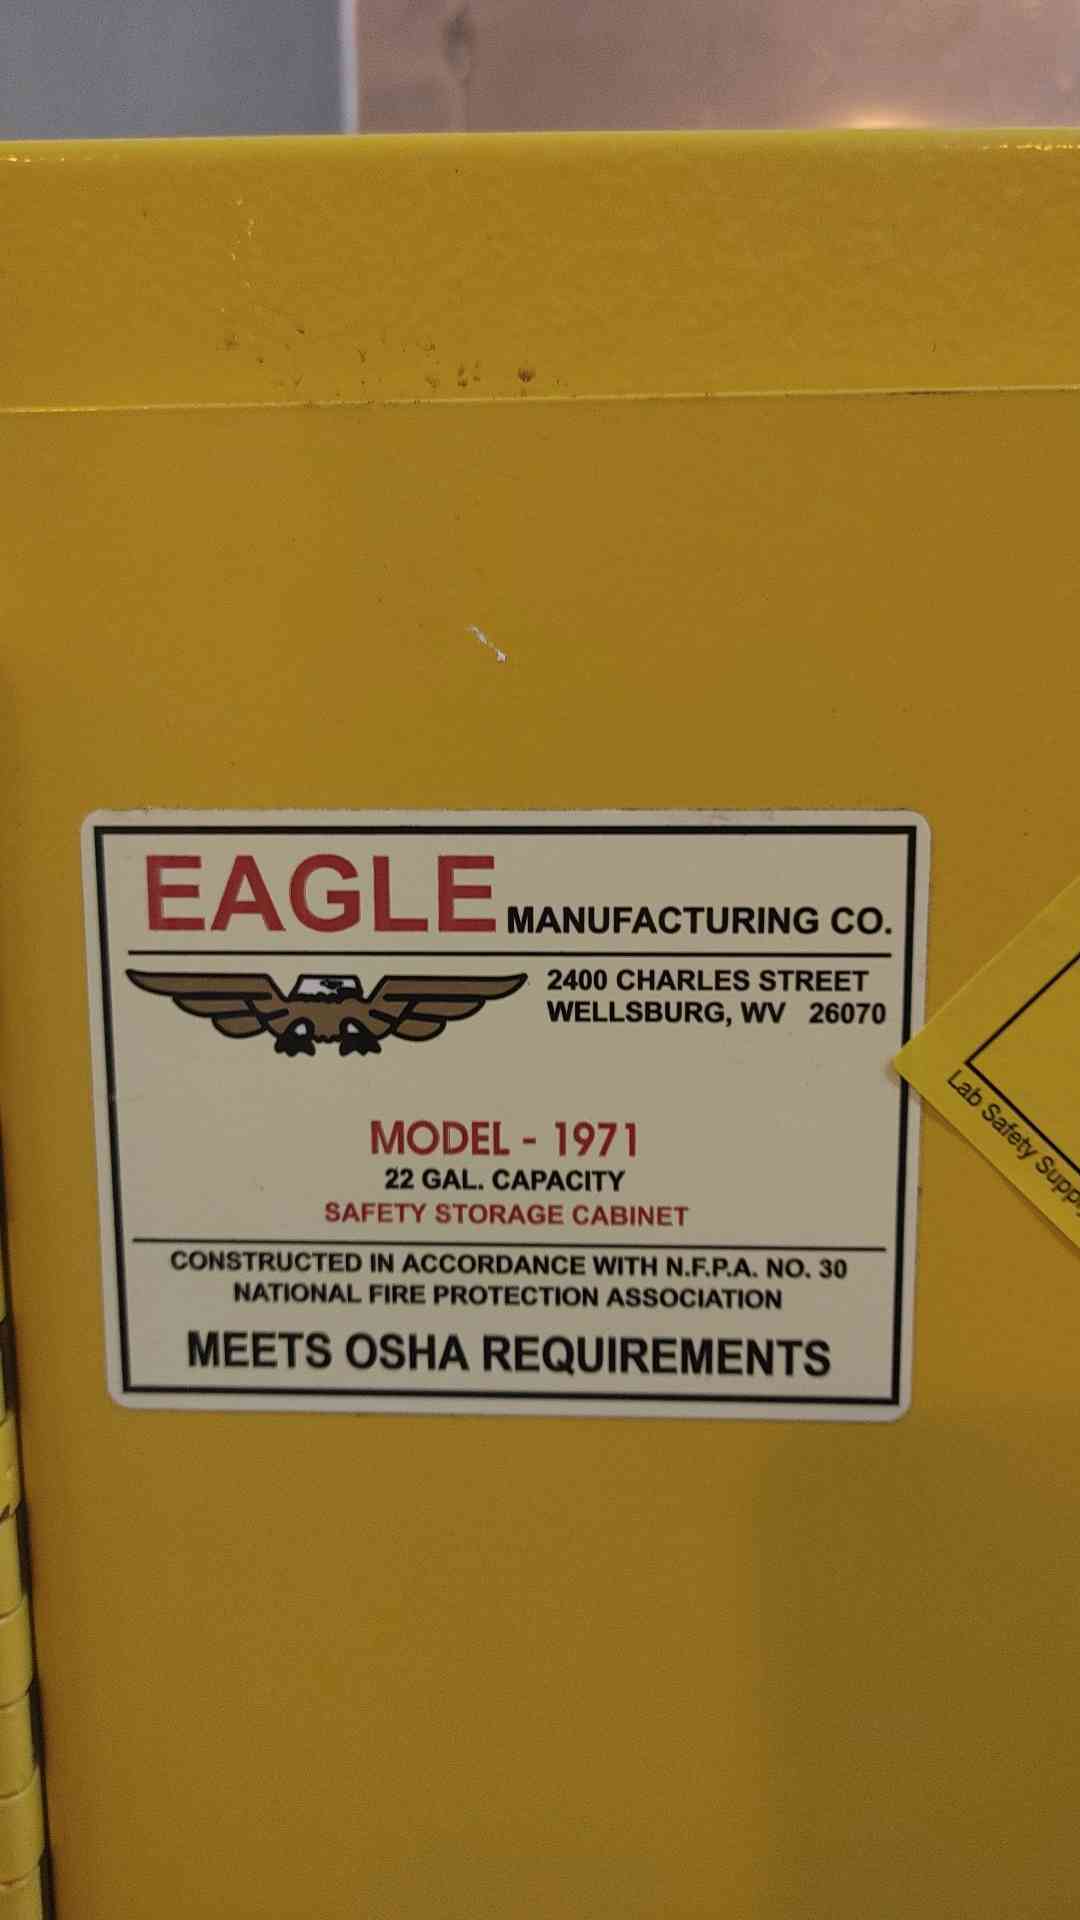 EAGLE MANUFACTURING CO.
2400 CHARLES STREET
WELLSBURG, WV 26070
MODEL - 1971
22 GAL. CAPACITY
SAFETY STORAGE CABINET
CONSTRUCTED IN ACCORDANCE WITH N.F.P.A. NO. 30
NATIONAL FIRE PROTECTION ASSOCIATION
MEETS OSHA REQUIREMENTS
Lab Safety